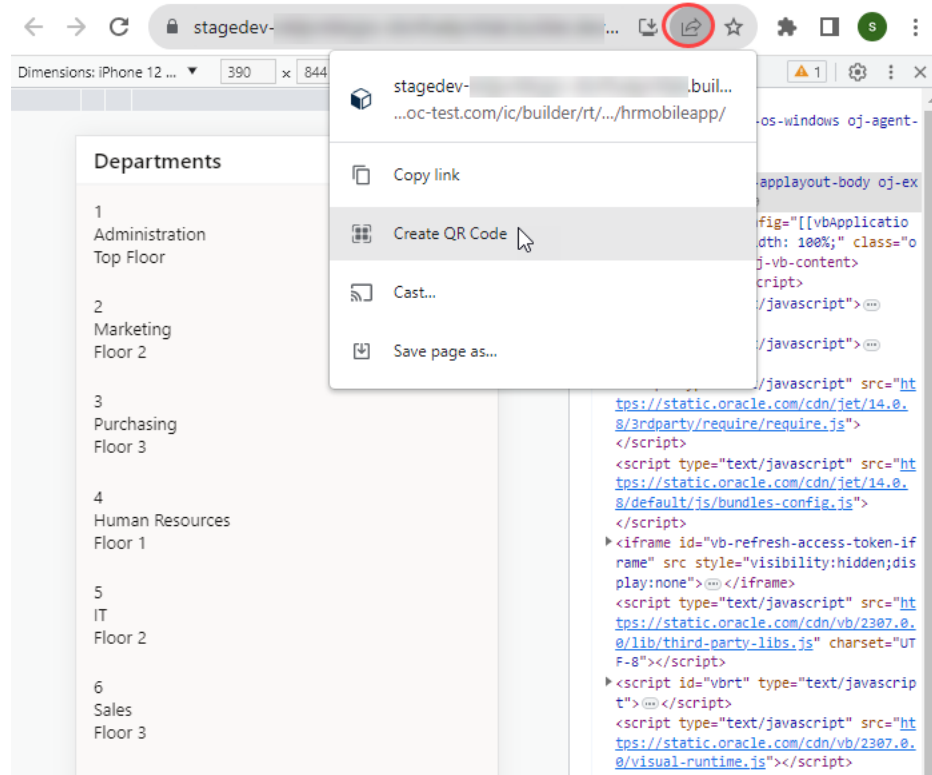 stagedev-
...
s
Dimensions: iPhone 12 ... ▼ 390 x 844
1
stagedev- .buil...
...oc-test.com/ic/builder/rt/.../hrmobileapp/
Copy link
Create QR Code
Cast...
Save page as...
Departments
1
Administration
Top Floor
2
Marketing
Floor 2
3
Purchasing
Floor 3
4
Human Resources
Floor 1
5
IT
Floor 2
6
Sales
Floor 3
-os-windows oj-agent-
-applayout-body oj-ex
fig="[[vbApplicatio
dth: 100%;" class="o
j-vb-content>
cript>
/javascript">
/javascript">
/javascript" src="ht
tps://static.oracle.com/cdn/jet/14.0.
8/3rdparty/require/require.js">
</script>
<script type="text/javascript" src="ht
tps://static.oracle.com/cdn/jet/14.0.
8/default/js/bundles-config.js">
</script>
<iframe id="vb-refresh-access-token-if
rame" src style="visibility:hidden;dis
play:none">…</iframe>
<script type="text/javascript" src="ht
tps://static.oracle.com/cdn/vb/2307.0.
0/lib/third-party-libs.js" charset="UT
F-8"></script>
<script id="vbrt" type="text/javascrip
t">…</script>
<script type="text/javascript" src="ht
tps://static.oracle.com/cdn/vb/2307.0.
0/visual-runtime.js"></script>